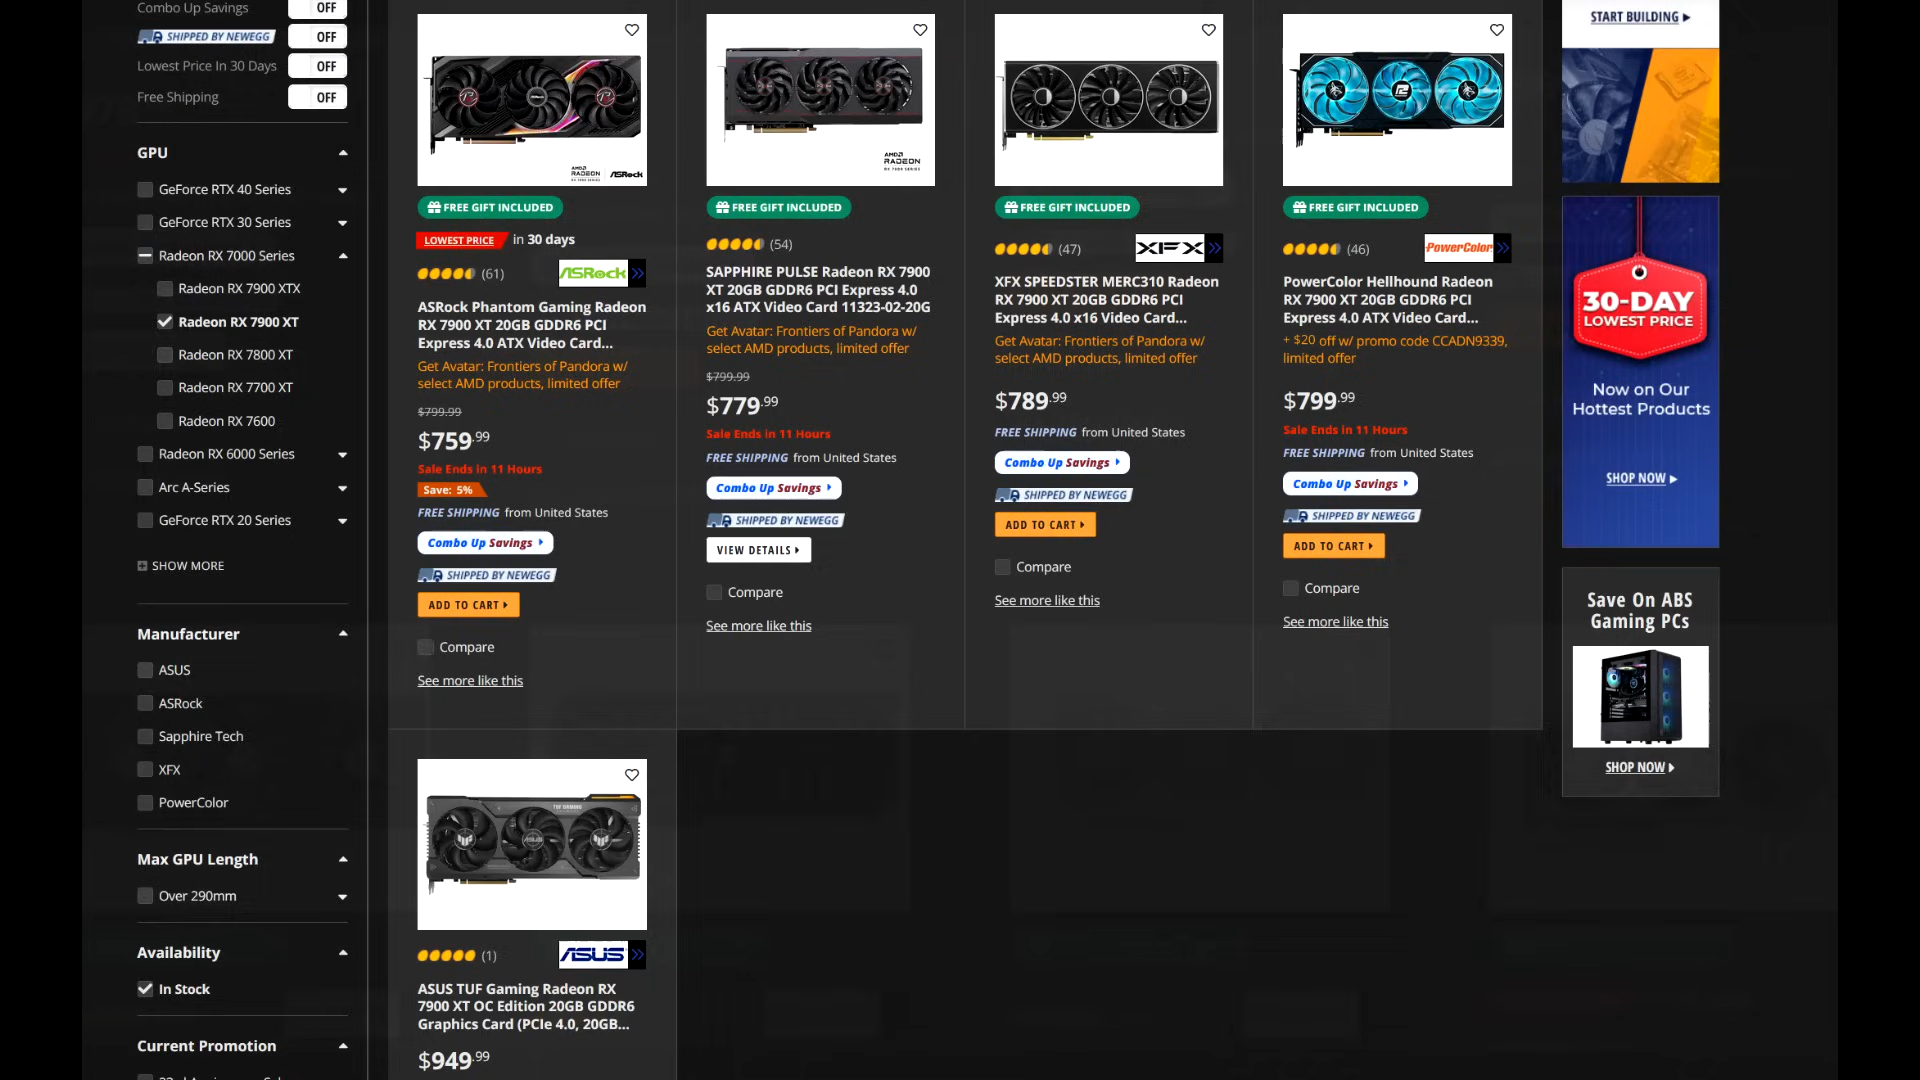 Combo Up Savings OFF
SHIPPED BY NEWEGG OFF
Lowest Price In 30 Days OFF
Free Shipping OFF
GPU
GeForce RTX 40 Series
GeForce RTX 30 Series
Radeon RX 7000 Series
Radeon RX 7900 XTX
Radeon RX 7900 XT
Radeon RX 7800 XT
Radeon RX 7700 XT
Radeon RX 7600
Radeon RX 6000 Series
Arc A-Series
GeForce RTX 20 Series
SHOW MORE
Manufacturer
ASUS
ASRock
Sapphire Tech
XFX
PowerColor
Max GPU Length
Over 290mm
Availability
In Stock
Current Promotion
AMD
RADEON
RX 7000 SERIES
ASRock
FREE GIFT INCLUDED
LOWEST PRICE in 30 days
(61)
ASRock
ASRock Phantom Gaming Radeon
RX 7900 XT 20GB GDDR6 PCI
Express 4.0 ATX Video Card...
Get Avatar: Frontiers of Pandora w/
select AMD products, limited offer
$799.99
$759.99
Sale Ends in 11 Hours
Save: 5%
FREE SHIPPING from United States
Combo Up Savings
SHIPPED BY NEWEGG
ADD TO CART
Compare
See more like this
AMD
RADEON
RX 7000 SERIES
FREE GIFT INCLUDED
(54)
SAPPHIRE PULSE Radeon RX 7900
XT 20GB GDDR6 PCI Express 4.0
x16 ATX Video Card 11323-02-20G
Get Avatar: Frontiers of Pandora w/
select AMD products, limited offer
$799.99
$779.99
Sale Ends in 11 Hours
FREE SHIPPING from United States
Combo Up Savings
SHIPPED BY NEWEGG
VIEW DETAILS
Compare
See more like this
FREE GIFT INCLUDED
(47)
XFX
XFX SPEEDSTER MERC310 Radeon
RX 7900 XT 20GB GDDR6 PCI
Express 4.0 x16 Video Card...
Get Avatar: Frontiers of Pandora w/
select AMD products, limited offer
$789.99
FREE SHIPPING from United States
Combo Up Savings
SHIPPED BY NEWEGG
ADD TO CART
Compare
See more like this
FREE GIFT INCLUDED
(46)
PowerColor
PowerColor Hellhound Radeon
RX 7900 XT 20GB GDDR6 PCI
Express 4.0 ATX Video Card...
+ $20 off w/ promo code CCADN9339,
limited offer
$799.99
Sale Ends in 11 Hours
FREE SHIPPING from United States
Combo Up Savings
SHIPPED BY NEWEGG
ADD TO CART
Compare
See more like this
TUF GAMING
(1)
ASUS
ASUS TUF Gaming Radeon RX
7900 XT OC Edition 20GB GDDR6
Graphics Card (PCIe 4.0, 20GB...
$949.99
START BUILDING
30-DAY
LOWEST PRICE
Now on Our
Hottest Products
SHOP NOW
Save On ABS
Gaming PCs
SHOP NOW